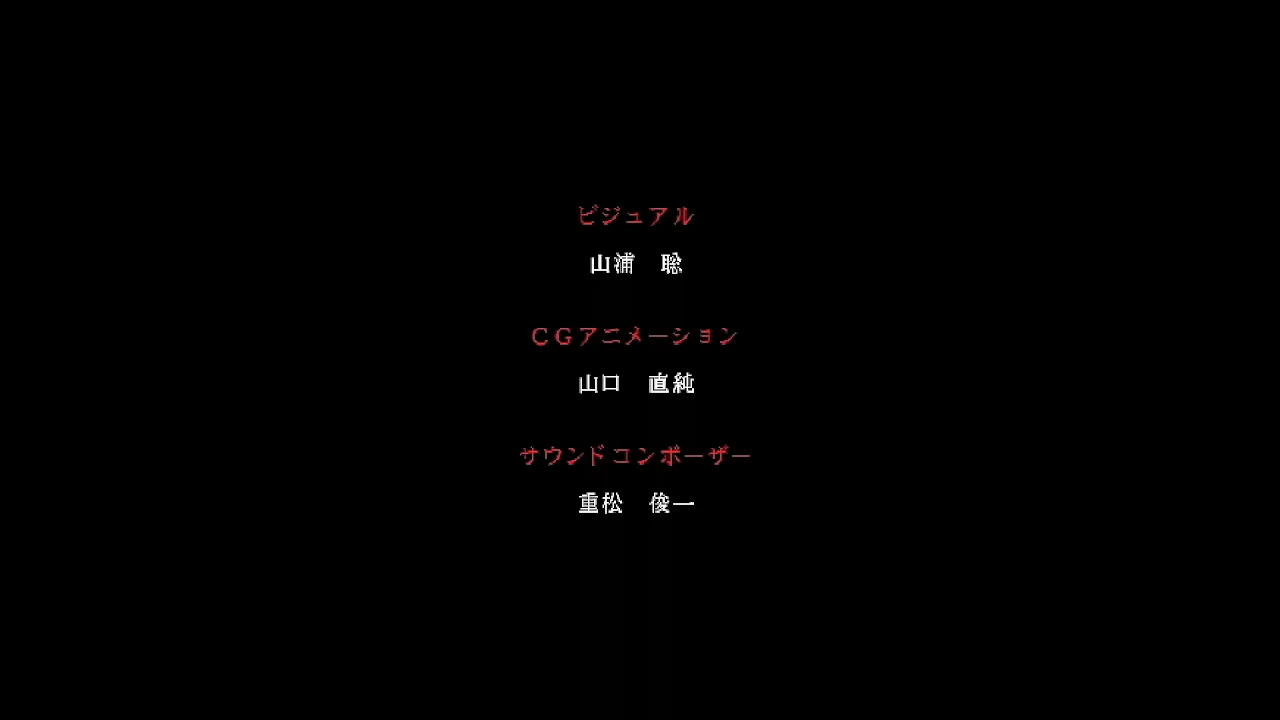 ビジュアル
山浦　聡
ＣＧアニメーション
山口　直純
サウンドコンポーザー
重松　俊一